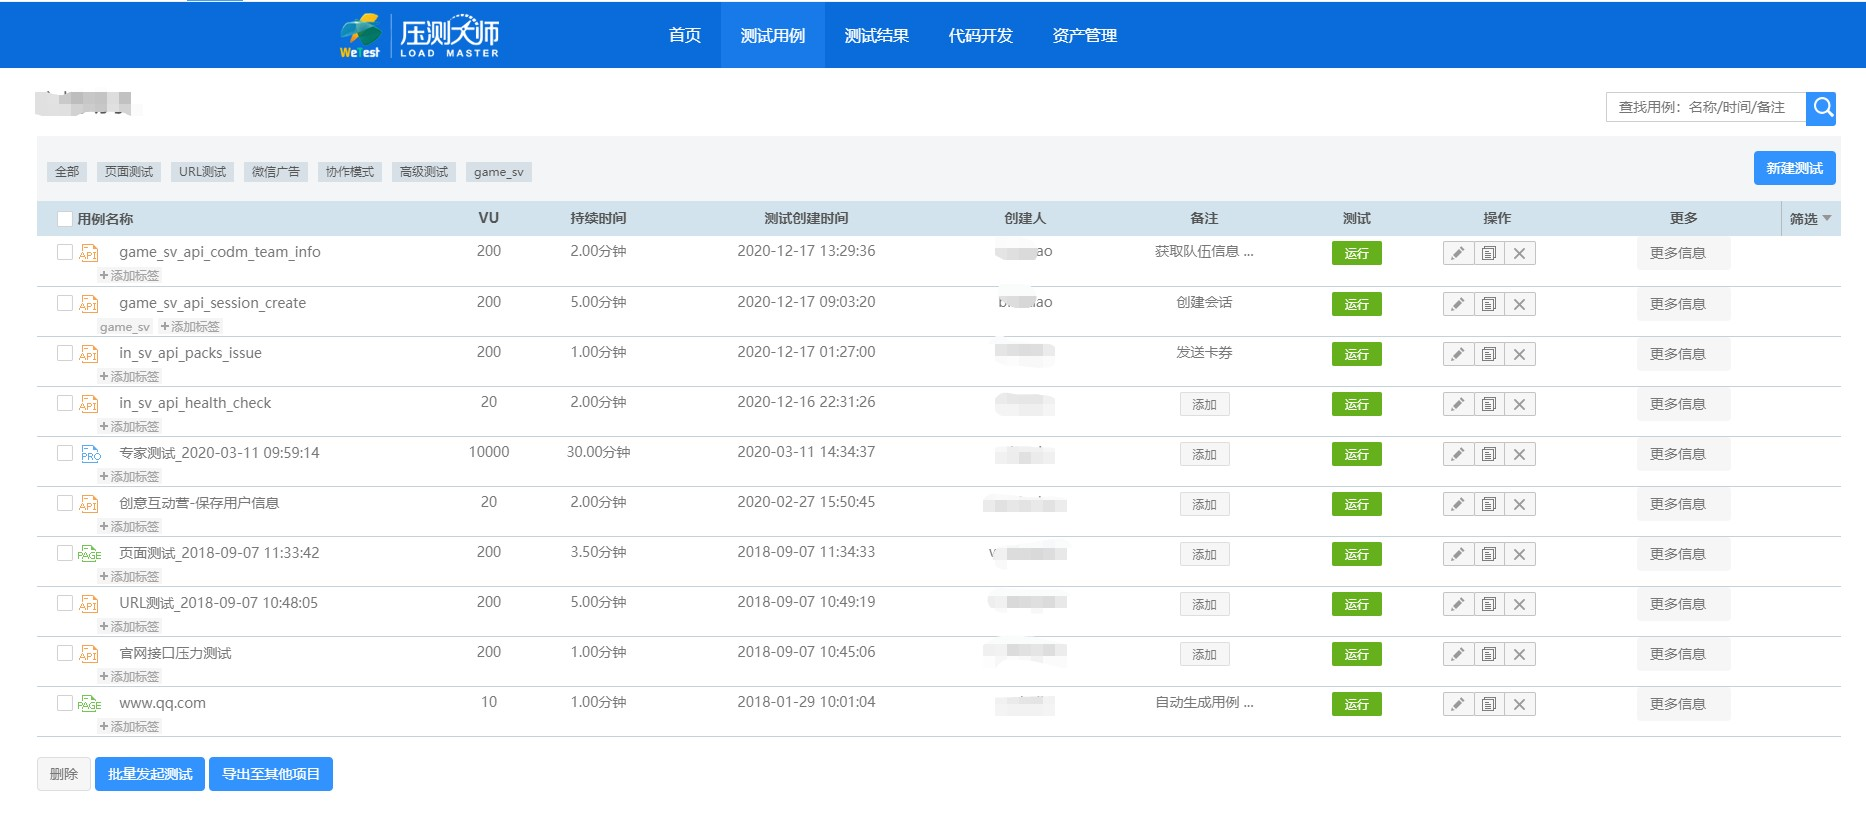 WeTest 压测大师 LOAD MASTER 首页 测试用例 测试结果 代码开发 资产管理
查找用例：名称/时间/备注
全部 页面测试 URL测试 微信广告 协作模式 高级测试 game_sv 新建测试
用例名称 VU 持续时间 测试创建时间 创建人 备注 测试 操作 更多 筛选
API game_sv_api_codm_team_info 200 2.00分钟 2020-12-17 13:29:36 ao 获取队伍信息 ... 运行 更多信息
+添加标签
API game_sv_api_session_create 200 5.00分钟 2020-12-17 09:03:20 ao 创建会话 运行 更多信息
game_sv +添加标签
API in_sv_api_packs_issue 200 1.00分钟 2020-12-17 01:27:00 发送卡券 运行 更多信息
+添加标签
API in_sv_api_health_check 20 2.00分钟 2020-12-16 22:31:26 添加 运行 更多信息
+添加标签
PRO 专家测试_2020-03-11 09:59:14 10000 30.00分钟 2020-03-11 14:34:37 添加 运行 更多信息
+添加标签
API 创意互动营-保存用户信息 20 2.00分钟 2020-02-27 15:50:45 添加 运行 更多信息
+添加标签
PAGE 页面测试_2018-09-07 11:33:42 200 3.50分钟 2018-09-07 11:34:33 添加 运行 更多信息
+添加标签
API URL测试_2018-09-07 10:48:05 200 5.00分钟 2018-09-07 10:49:19 添加 运行 更多信息
+添加标签
API 官网接口压力测试 200 1.00分钟 2018-09-07 10:45:06 添加 运行 更多信息
+添加标签
PAGE www.qq.com 10 1.00分钟 2018-01-29 10:01:04 自动生成用例 ... 运行 更多信息
+添加标签
删除 批量发起测试 导出至其他项目